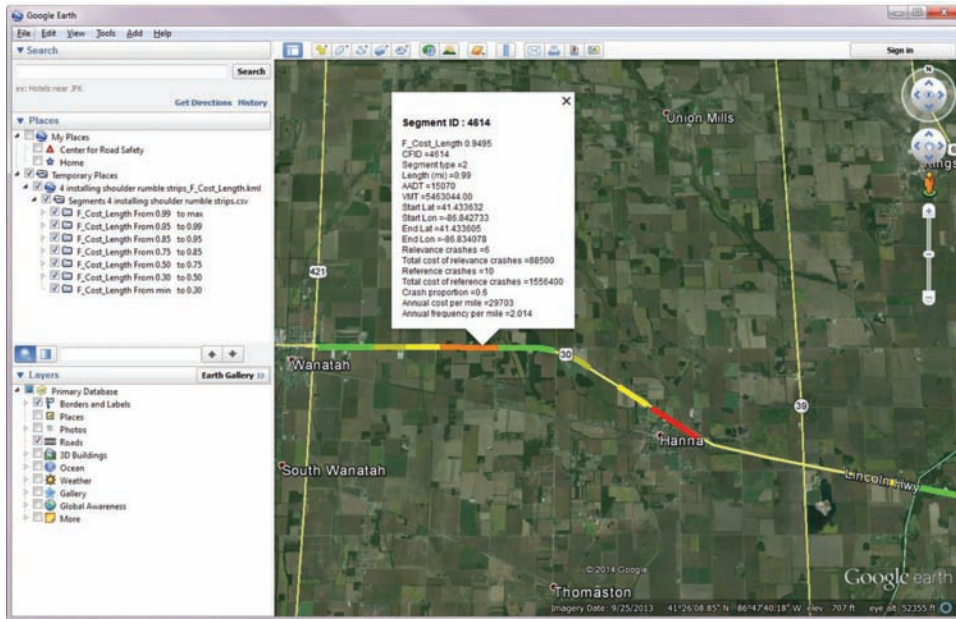 Google Earth
File Edit View Tools Add Help
Search
Search
ex: Hotels near JFK
Get Directions History
Places
My Places
Center for Road Safety
Home
Temporary Places
4 installing shoulder rumble strips_F_Cost_Length.kml
Segments 4 installing shoulder rumble strips.csv
F_Cost_Length From 0.99 to max
F_Cost_Length From 0.95 to 0.99
F_Cost_Length From 0.85 to 0.95
F_Cost_Length From 0.75 to 0.85
F_Cost_Length From 0.50 to 0.75
F_Cost_Length From 0.30 to 0.50
F_Cost_Length From min to 0.30
Layers
Earth Gallery >>
Primary Database
Borders and Labels
Places
Photos
Roads
3D Buildings
Ocean
Weather
Gallery
Global Awareness
More
Sign in
N
Segment ID : 4614
F_Cost_Length 0.9495
CFID =4614
Segment type =2
Length (mi) =0.99
AADT =15070
VMT =5463044.00
Start Lat =41.433632
Start Lon =-86.842733
End Lat =41.433605
End Lon =-86.834078
Relevance crashes =6
Total cost of relevance crashes =88500
Reference crashes =10
Total cost of reference crashes =1556400
Crash proportion =0.6
Annual cost per mile =29703
Annual frequency per mile =2.014
Union Mills
Kings
421
30
Wanatah
39
Hanna
South Wanatah
Lincoln Hwy
© 2014 Google
Google earth
Thomaston
Imagery Date: 9/25/2013 41°26'08.85" N 86°47'40.18" W elev 707 ft eye alt 52355 ft